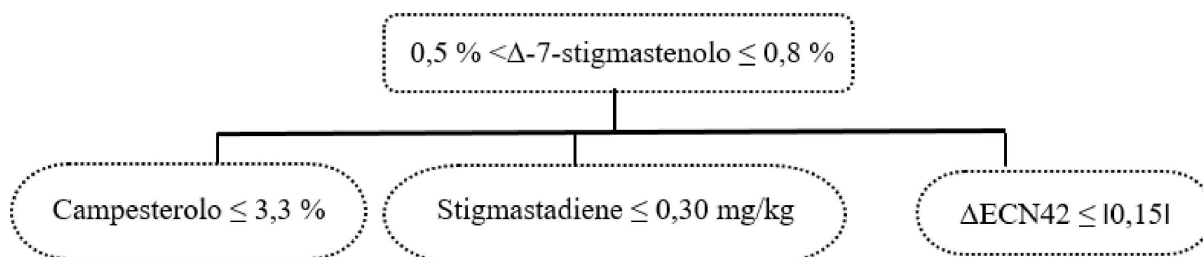 0,5 % <Δ-7-stigmastenolo ≤ 0,8 %
Campesterolo ≤ 3,3 %
Stigmastadiene ≤ 0,30 mg/kg
ΔECN42 ≤ |0,15|